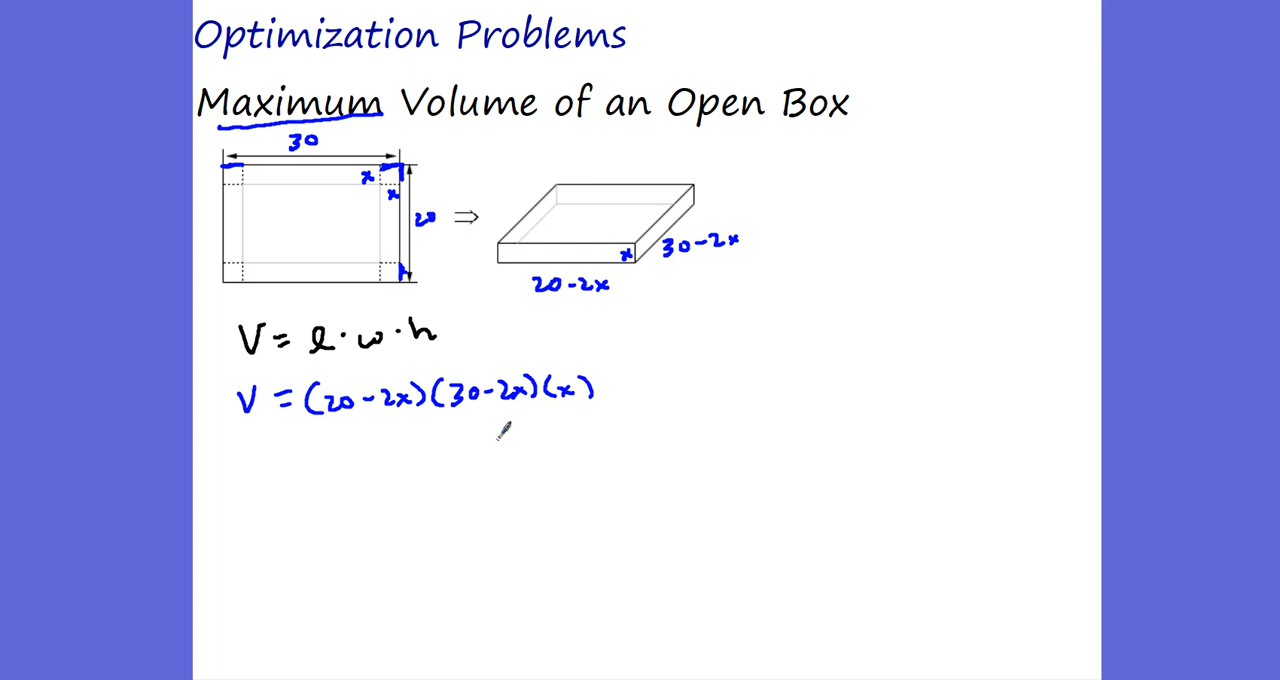 Optimization Problems
Maximum Volume of an Open Box
30
x
x
20
x
30-2x
20-2x
V = l·w·h
V = (20-2x)(30-2x)(x)